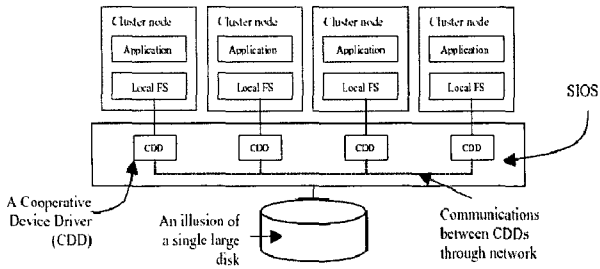 Cluster node
Cluster node
Cluster node
Cluster node
Application
Application
Application
Application
Local FS
Local FS
Local FS
Local FS
SIOS
CDD
CDD
CDD
CDD
A Cooperative
Device Driver
(CDD)
An illusion of
a single large
disk
Communications
between CDDs
through network